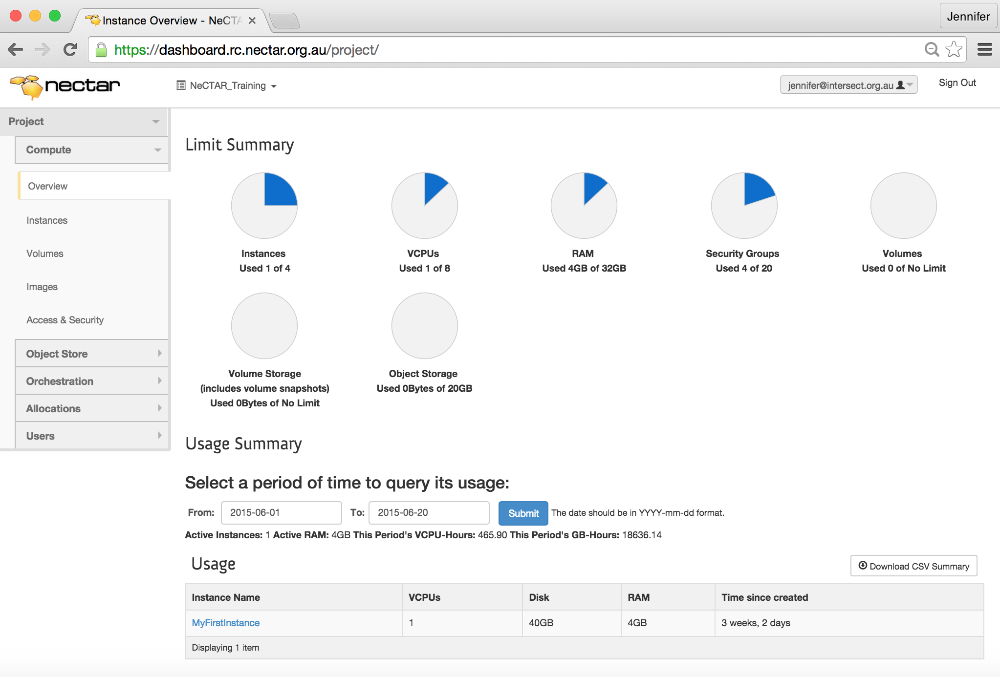 Instance Overview - NeCTA
Jennifer
https://dashboard.rc.nectar.org.au/project/
nectar
NeCTAR_Training
jennifer@intersect.org.au
Sign Out
Project
Compute
Overview
Instances
Volumes
Images
Access & Security
Object Store
Orchestration
Allocations
Users
Limit Summary
Instances
Used 1 of 4
VCPUs
Used 1 of 8
RAM
Used 4GB of 32GB
Security Groups
Used 4 of 20
Volumes
Used 0 of No Limit
Volume Storage
(includes volume snapshots)
Used 0Bytes of No Limit
Object Storage
Used 0Bytes of 20GB
Usage Summary
Select a period of time to query its usage:
From: 2015-06-01 To: 2015-06-20 Submit The date should be in YYYY-mm-dd format.
Active Instances: 1 Active RAM: 4GB This Period's VCPU-Hours: 465.90 This Period's GB-Hours: 18636.14
Usage
Download CSV Summary
Instance Name VCPUs Disk RAM Time since created
MyFirstInstance 1 40GB 4GB 3 weeks, 2 days
Displaying 1 item